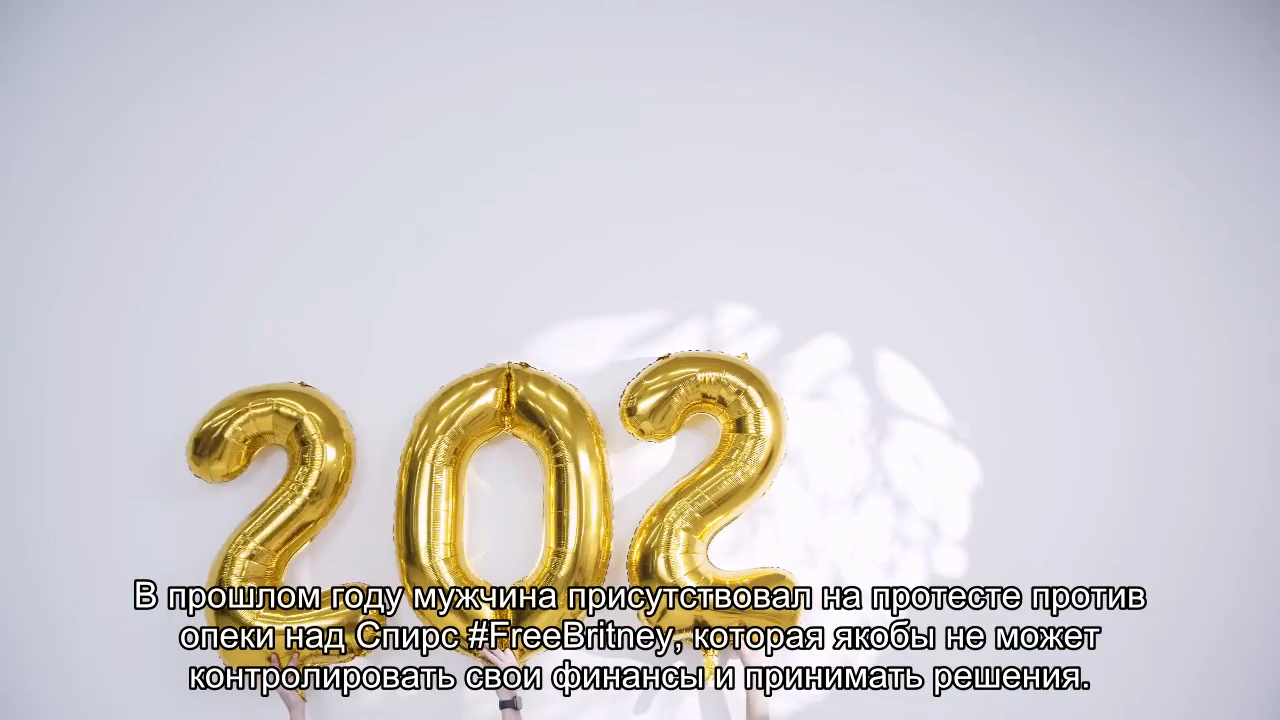 202
В прошлом году мужчина присутствовал на протесте против
опеки над Спирс #FreeBritney, которая якобы не может
контролировать свои финансы и принимать решения.